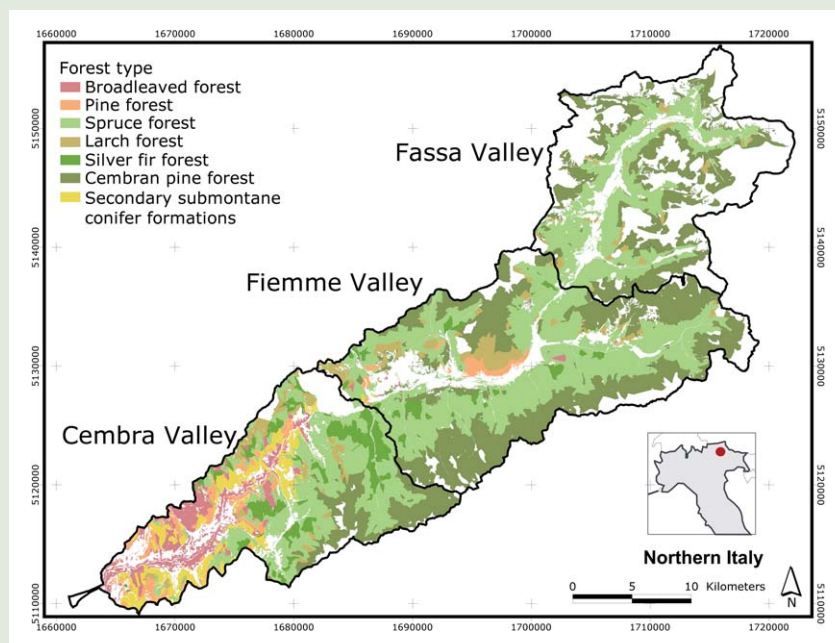 1660000 1670000 1680000 1690000 1700000 1710000 1720000
Forest type
Broadleaved forest
Pine forest
Spruce forest
Larch forest
Silver fir forest
Cembran pine forest
Secondary submontane
conifer formations
Fassa Valley
Fiemme Valley
Cembra Valley
5150000
5140000
5130000
5120000
5110000
5150000
5140000
5130000
5120000
5110000
Northern Italy
0 5 10 Kilometers
N
1660000 1670000 1680000 1690000 1700000 1710000 1720000